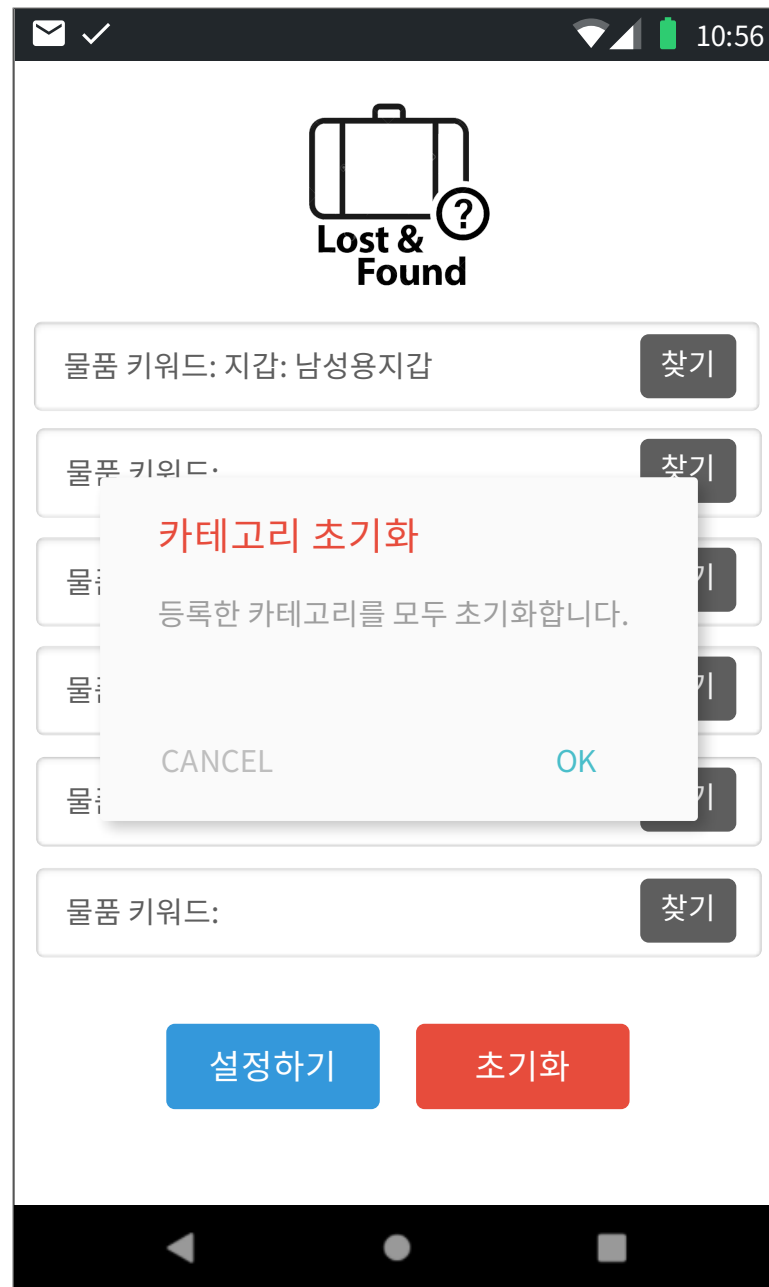 10:56
?
Lost &
Found
물품 키워드: 지갑: 남성용지갑
찾기
물품 키워드:
찾기
카테고리 초기화
등록한 카테고리를 모두 초기화합니다.
CANCEL
OK
물품 키워드:
찾기
설정하기
초기화